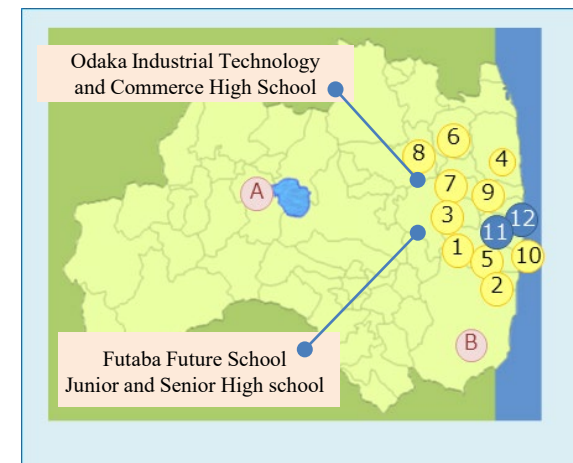 Odaka Industrial Technology
and Commerce High School
6
8
4
A
7
9
3
12
11
1
10
5
2
B
Futaba Future School
Junior and Senior High school